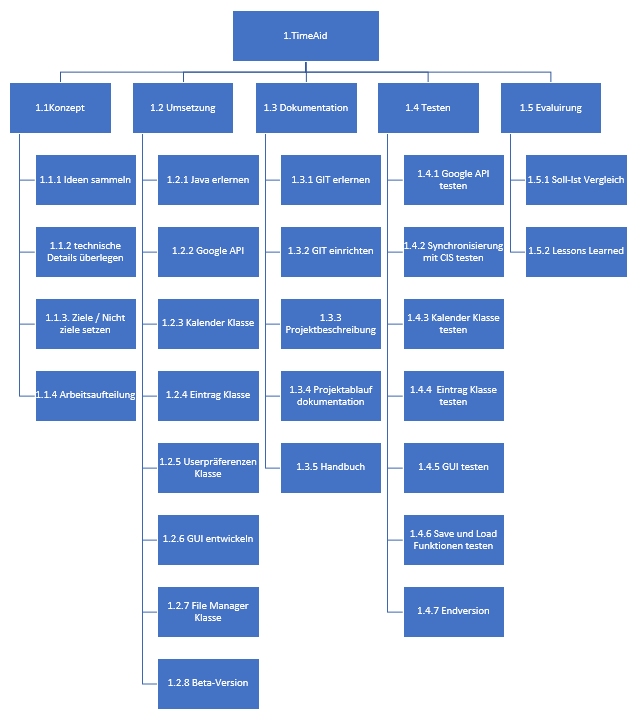 1.TimeAid
1.1Konzept
1.1.1 Ideen sammeln
1.1.2 technische
Details überlegen
1.1.3. Ziele / Nicht
ziele setzen
1.1.4 Arbeitsaufteilung
1.2 Umsetzung
1.2.1 Java erlernen
1.2.2 Google API
1.2.3 Kalender Klasse
1.2.4 Eintrag Klasse
1.2.5 Userpräferenzen
Klasse
1.2.6 GUI entwickeln
1.2.7 File Manager
Klasse
1.2.8 Beta-Version
1.3 Dokumentation
1.3.1 GIT erlernen
1.3.2 GIT einrichten
1.3.3
Projektbeschreibung
1.3.4 Projektablauf
dokumentation
1.3.5 Handbuch
1.4 Testen
1.4.1 Google API
testen
1.4.2 Synchronisierung
mit CIS testen
1.4.3 Kalender Klasse
testen
1.4.4 Eintrag Klasse
testen
1.4.5 GUI testen
1.4.6 Save und Load
Funktionen testen
1.4.7 Endversion
1.5 Evaluirung
1.5.1 Soll-Ist Vergleich
1.5.2 Lessons Learned